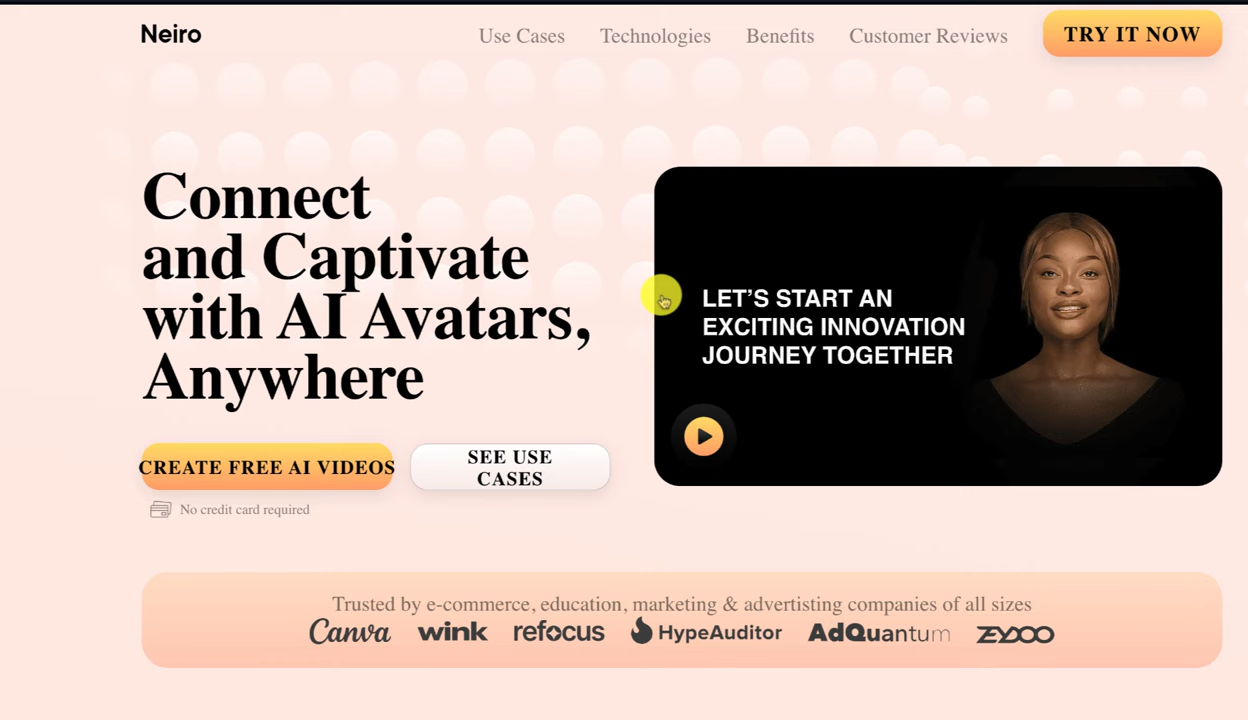 Neiro
Use Cases
Technologies
Benefits
Customer Reviews
TRY IT NOW
Connect
and Captivate
with AI Avatars,
Anywhere
LET'S START AN
EXCITING INNOVATION
JOURNEY TOGETHER
CREATE FREE AI VIDEOS
SEE USE
CASES
No credit card required
Trusted by e-commerce, education, marketing & advertisting companies of all sizes
Canva wink refocus HypeAuditor AdQuantum ZEYDOO